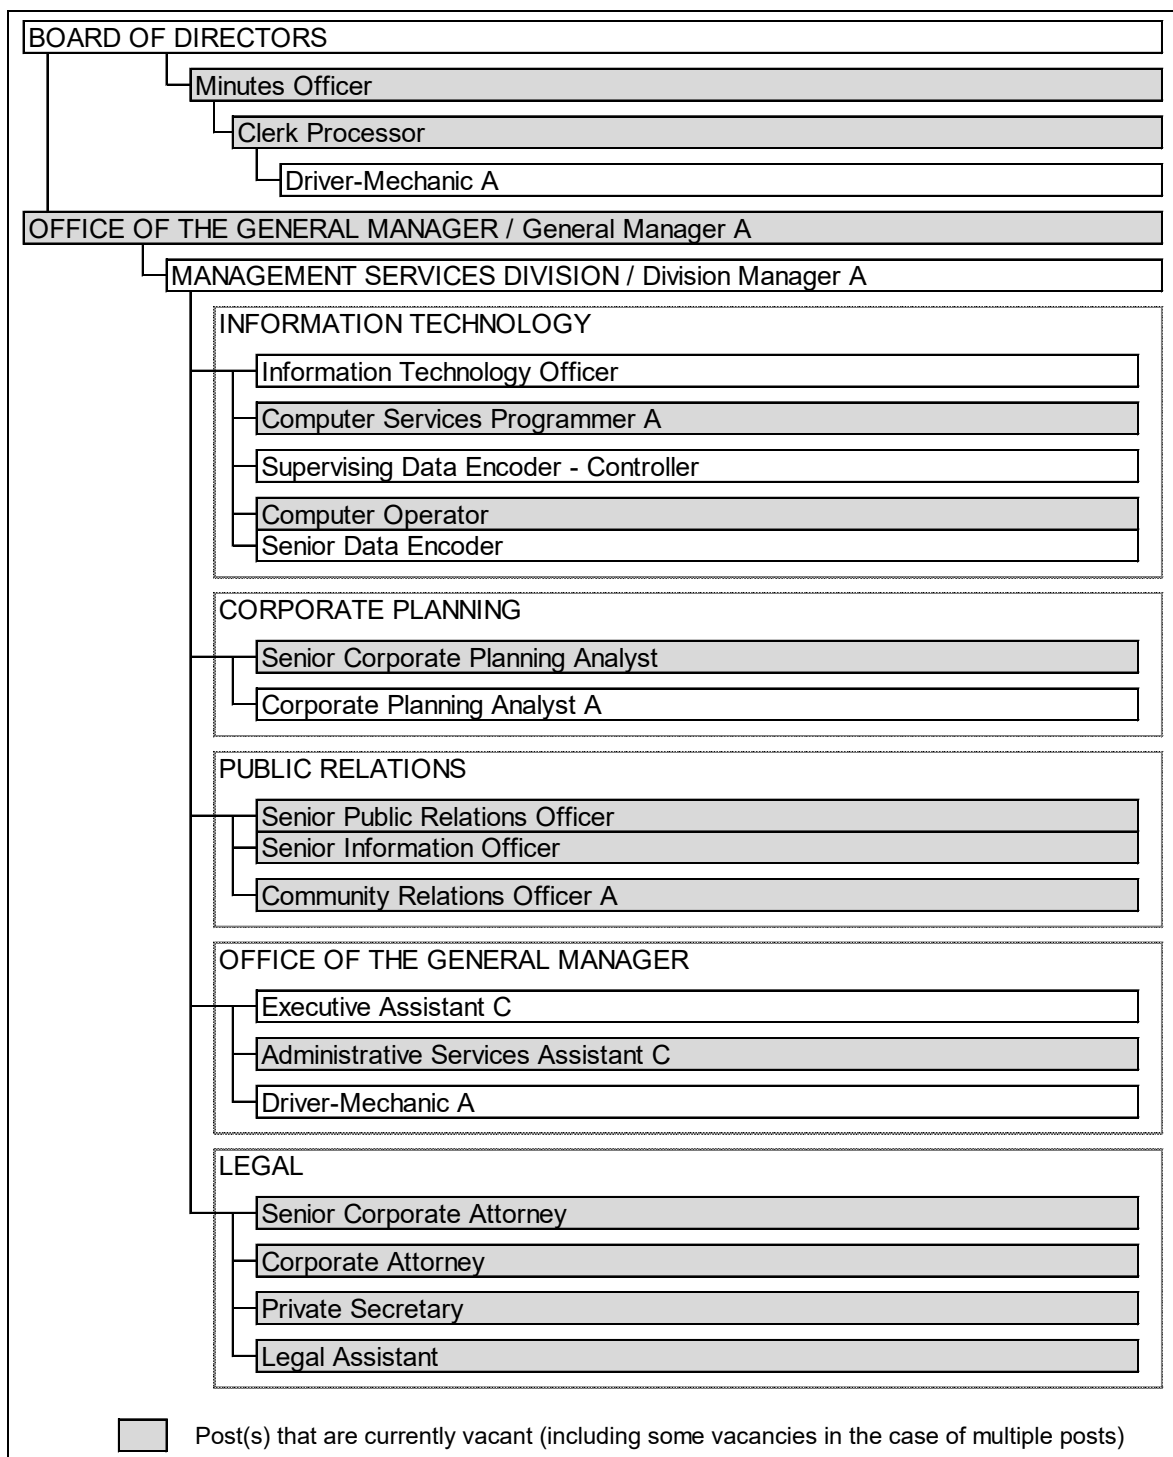 BOARD OF DIRECTORS
Minutes Officer
Clerk Processor
Driver-Mechanic A
OFFICE OF THE GENERAL MANAGER / General Manager A
MANAGEMENT SERVICES DIVISION / Division Manager A
INFORMATION TECHNOLOGY
Information Technology Officer
Computer Services Programmer A
Supervising Data Encoder - Controller
Computer Operator
Senior Data Encoder
CORPORATE PLANNING
Senior Corporate Planning Analyst
Corporate Planning Analyst A
PUBLIC RELATIONS
Senior Public Relations Officer
Senior Information Officer
Community Relations Officer A
OFFICE OF THE GENERAL MANAGER
Executive Assistant C
Administrative Services Assistant C
Driver-Mechanic A
LEGAL
Senior Corporate Attorney
Corporate Attorney
Private Secretary
Legal Assistant
Post(s) that are currently vacant (including some vacancies in the case of multiple posts)